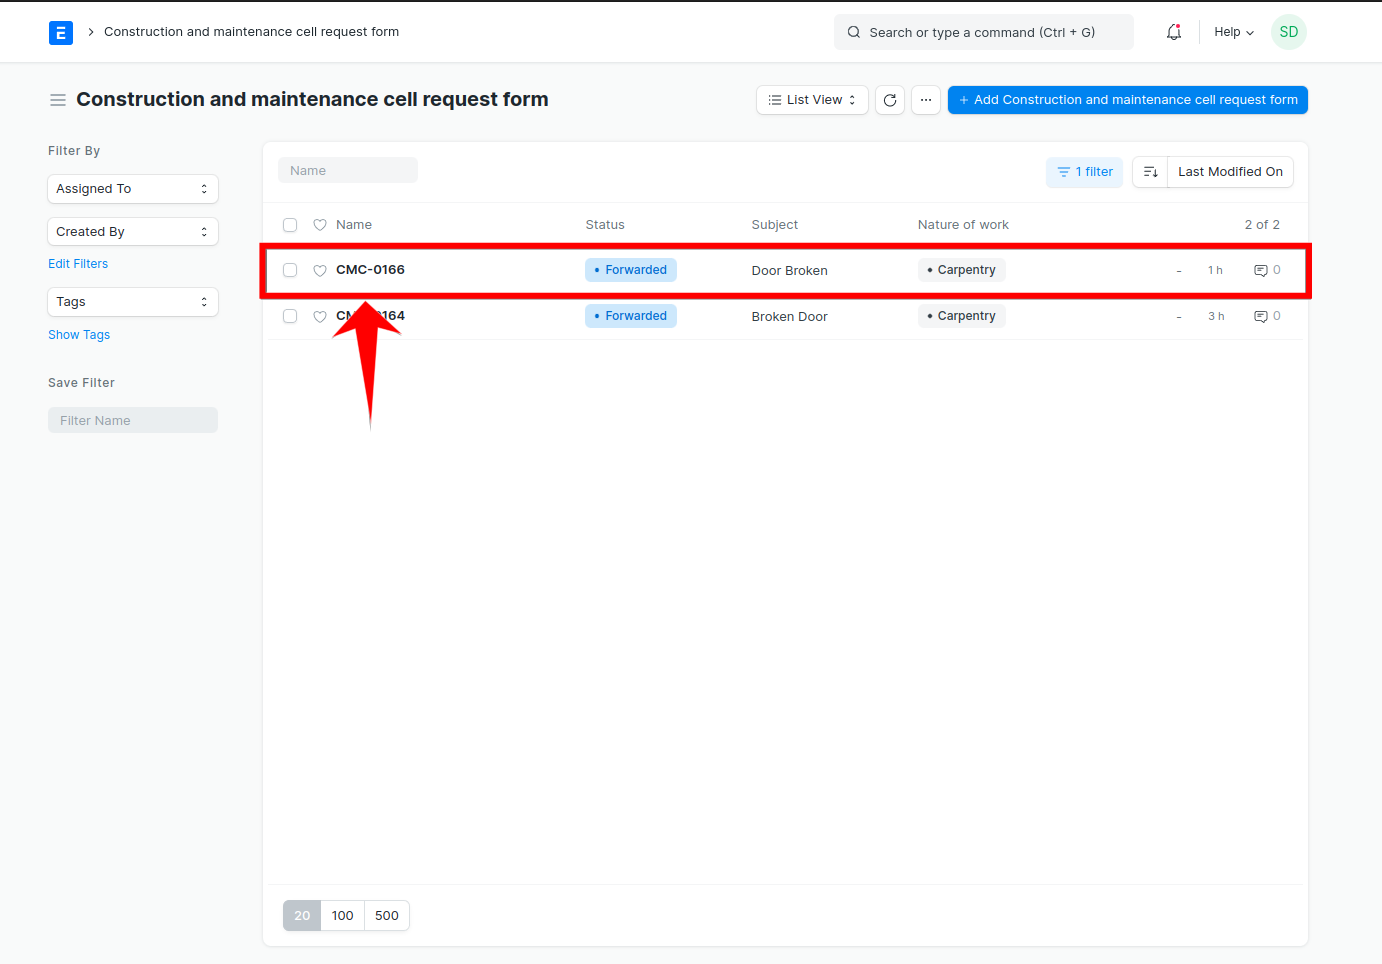 E Construction and maintenance cell request form Search or type a command (Ctrl + G) Help SD
Construction and maintenance cell request form List View + Add Construction and maintenance cell request form
Filter By
Assigned To
Created By
Edit Filters
Tags
Show Tags
Save Filter
Filter Name
Name 1 filter Last Modified On
Name Status Subject Nature of work 2 of 2
CMC-0166 Forwarded Door Broken Carpentry - 1 h 0
Forwarded Broken Door Carpentry - 3 h 0
20 100 500